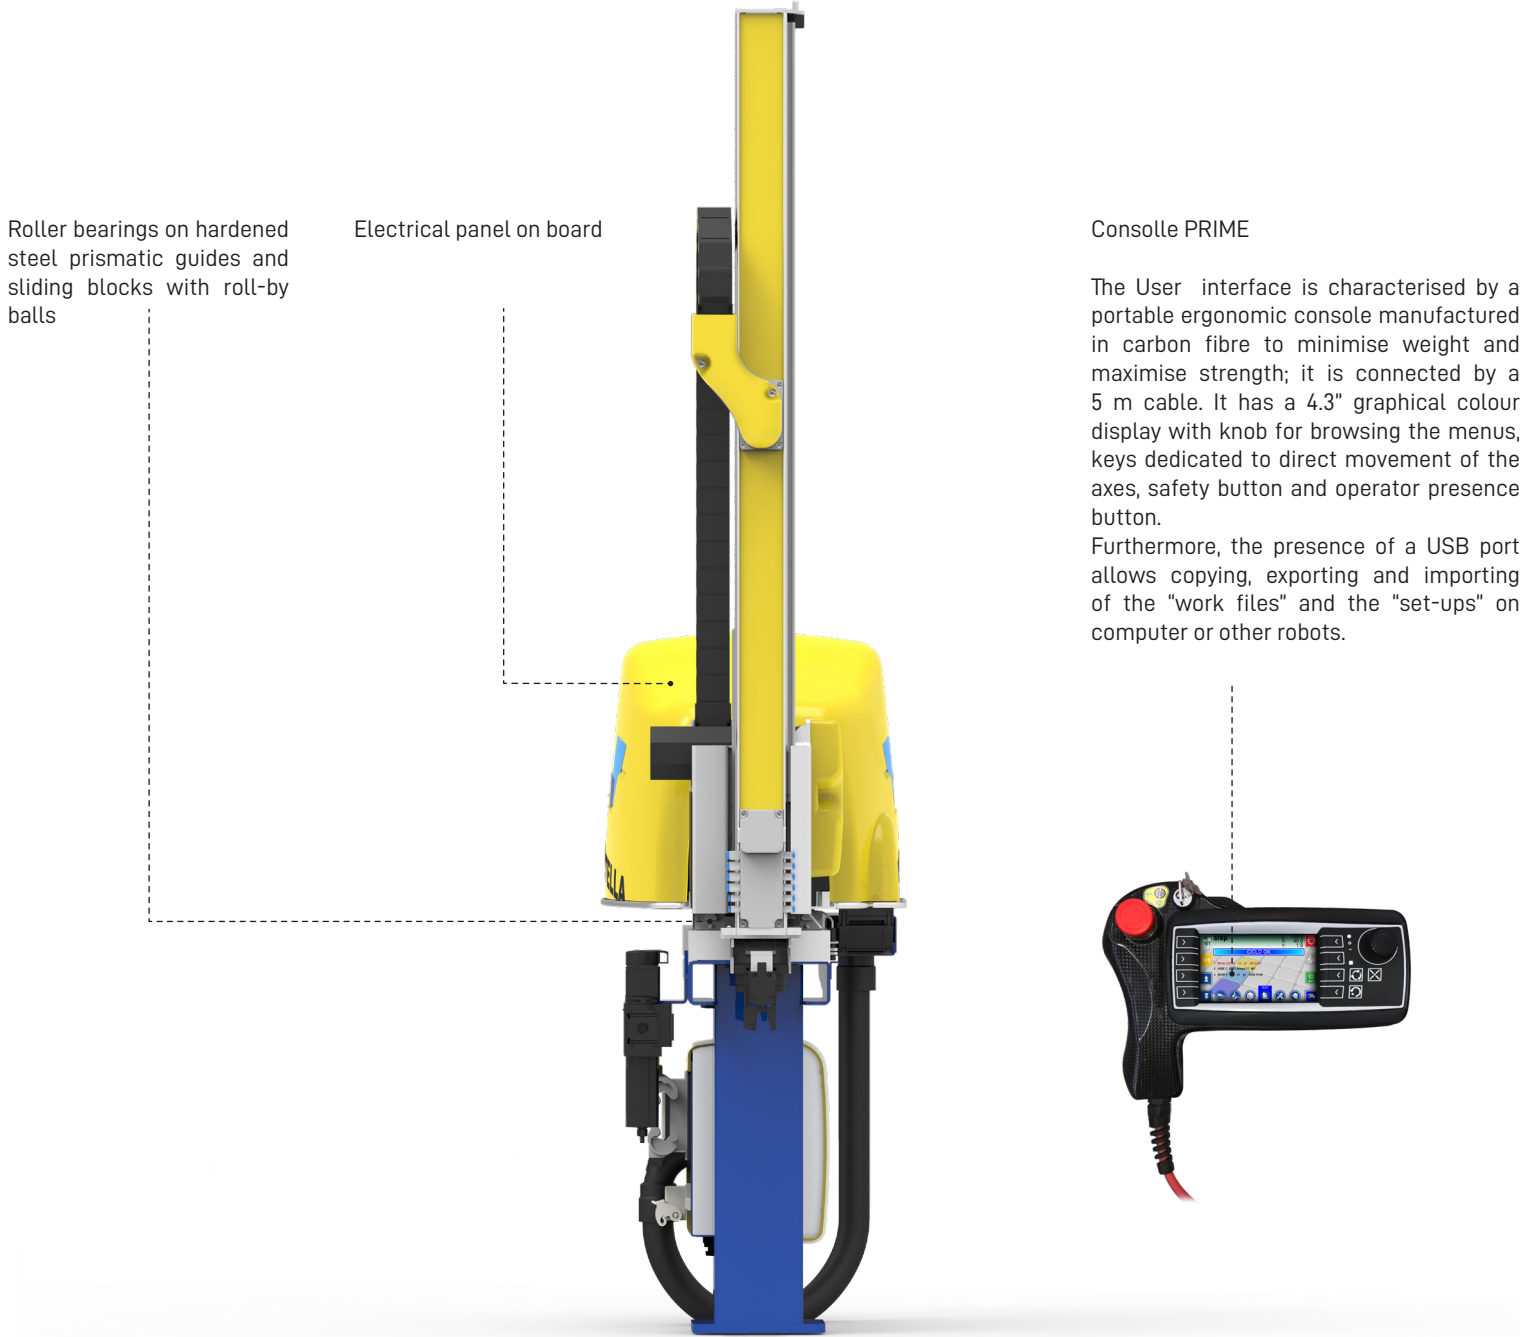 Roller bearings on hardened
steel prismatic guides and
sliding blocks with roll-by
balls
Electrical panel on board
Consolle PRIME
The User interface is characterised by a
portable ergonomic console manufactured
in carbon fibre to minimise weight and
maximise strength; it is connected by a
5 m cable. It has a 4.3” graphical colour
display with knob for browsing the menus,
keys dedicated to direct movement of the
axes, safety button and operator presence
button.
Furthermore, the presence of a USB port
allows copying, exporting and importing
of the “work files” and the “set-ups” on
computer or other robots.
ELLA
Step
CICLO OK